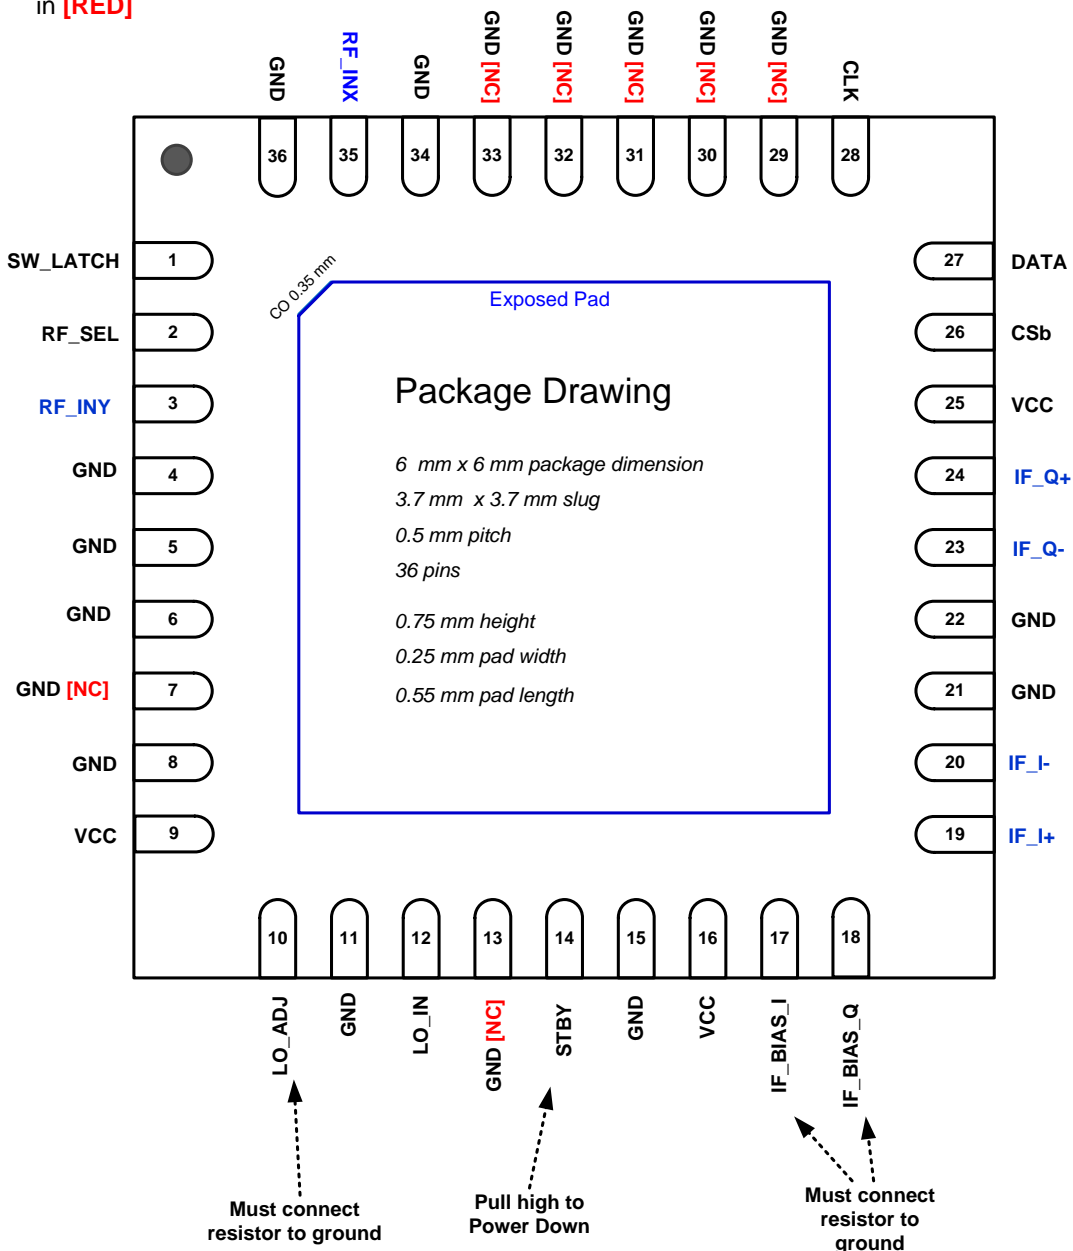 in [RED]
GND
RF_INX
GND
GND [NC]
GND [NC]
GND [NC]
GND [NC]
GND [NC]
CLK
36
35
34
33
32
31
30
29
28
SW_LATCH 1
RF_SEL 2
RF_INY 3
GND 4
GND 5
GND 6
GND [NC] 7
GND 8
VCC 9
27 DATA
26 CSb
25 VCC
24 IF_Q+
23 IF_Q-
22 GND
21 GND
20 IF_I-
19 IF_I+
CO 0.35 mm
Exposed Pad
Package Drawing
6 mm x 6 mm package dimension
3.7 mm x 3.7 mm slug
0.5 mm pitch
36 pins
0.75 mm height
0.25 mm pad width
0.55 mm pad length
10
11
12
13
14
15
16
17
18
LO_ADJ
GND
LO_IN
GND [NC]
STBY
GND
VCC
IF_BIAS_I
IF_BIAS_Q
Must connect
resistor to ground
Pull high to
Power Down
Must connect
resistor to
ground